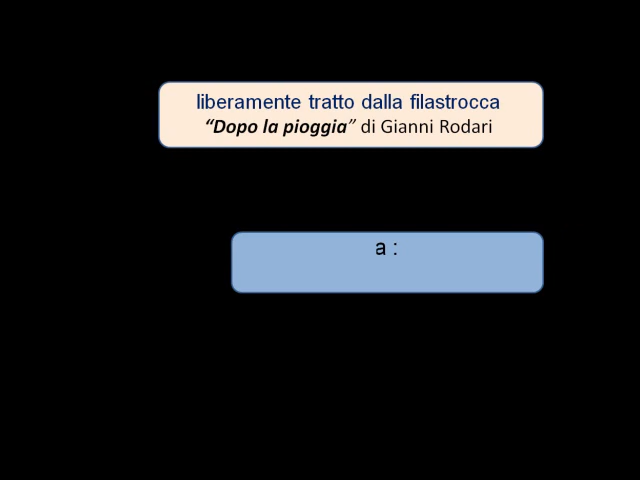 liberamente tratto dalla filastrocca
“Dopo la pioggia” di Gianni Rodari
a :